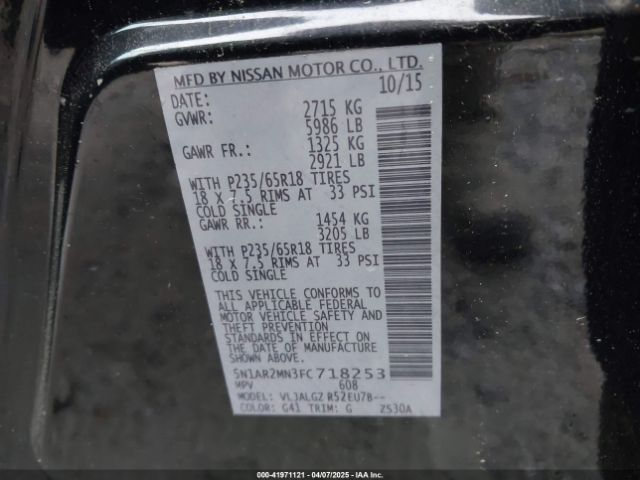 MFD BY NISSAN MOTOR CO., LTD.
DATE: 10/15
GVWR: 2715 KG
5986 LB
GAWR FR.: 1325 KG
2921 LB
WITH P235/65R18 TIRES
18 X 7.5 RIMS AT 33 PSI
COLD SINGLE
GAWR RR.: 1454 KG
3205 LB
WITH P235/65R18 TIRES
18 X 7.5 RIMS AT 33 PSI
COLD SINGLE
THIS VEHICLE CONFORMS TO
ALL APPLICABLE FEDERAL
MOTOR VEHICLE SAFETY AND
THEFT PREVENTION
STANDARDS IN EFFECT ON
THE DATE OF MANUFACTURE
SHOWN ABOVE.
5N1AR2MN3FC718253
MPV 608
MODEL: VLJALGZ R52EU7B--
COLOR: G41 TRIM: G ZS30A
000-41971121 - 04/07/2025 - IAAI.COM